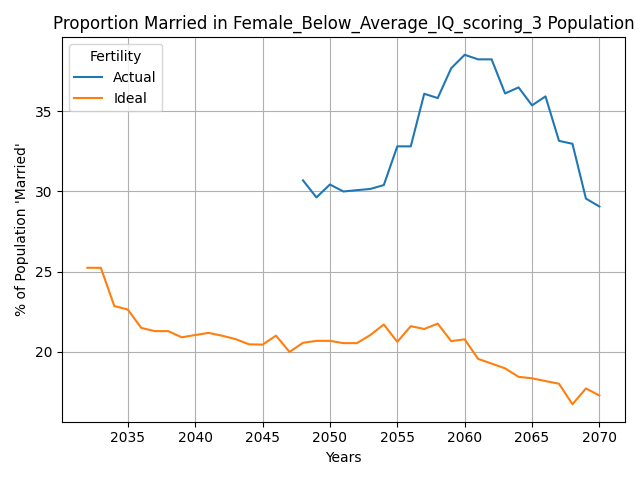 Proportion Married in Female_Below_Average_IQ_scoring_3 Population
Fertility
Actual
Ideal
% of Population 'Married'
35
30
25
20
2035 2040 2045 2050 2055 2060 2065 2070
Years